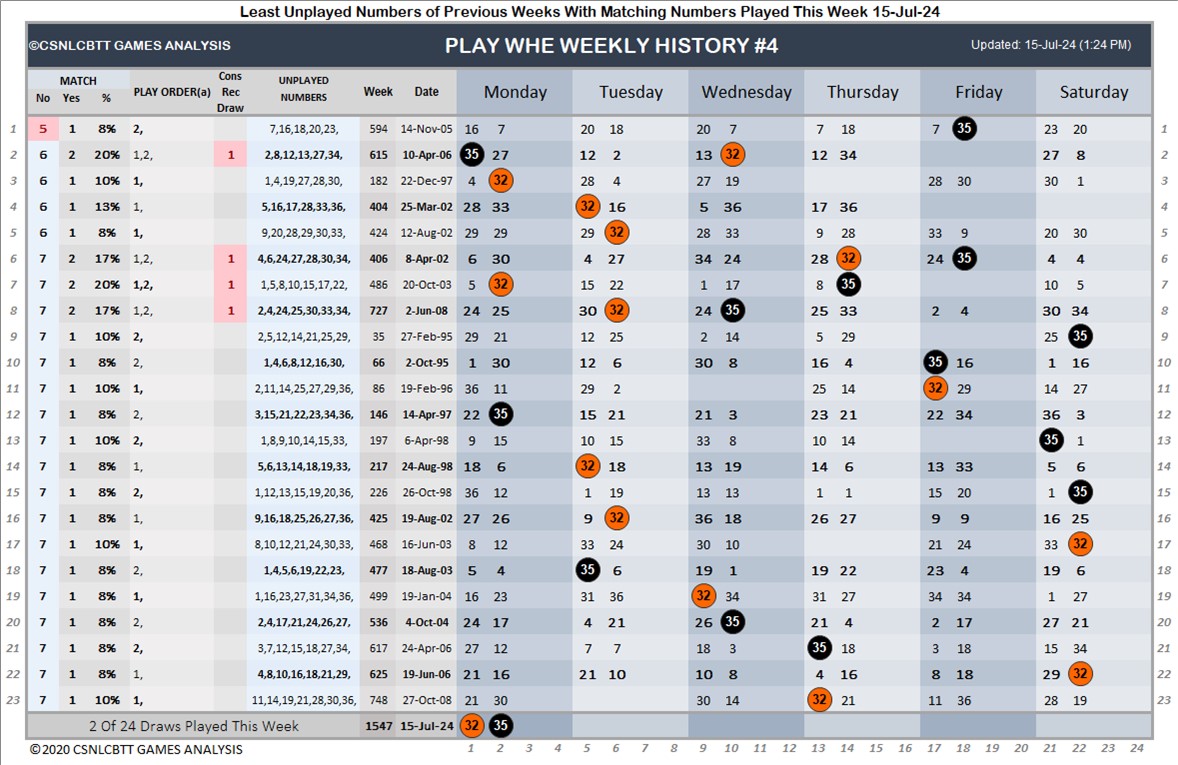 Least Unplayed Numbers of Previous Weeks With Matching Numbers Played This Week 15-Jul-24
©CSNLCBTT GAMES ANALYSIS PLAY WHE WEEKLY HISTORY #4 Updated: 15-Jul-24 (1:24 PM)
MATCH PLAY ORDER(a) Cons Rec Draw UNPLAYED NUMBERS Week Date Monday Tuesday Wednesday Thursday Friday Saturday
No Yes %
1 5 1 8% 2, 7,16,18,20,23, 594 14-Nov-05 16 7 20 18 20 7 7 18 7 35 23 20 1
2 6 2 20% 1,2, 1 2,8,12,13,27,34, 615 10-Apr-06 35 27 12 2 13 32 12 34 27 8 2
3 6 1 10% 1, 1,4,19,27,28,30, 182 22-Dec-97 4 32 28 4 27 19 28 30 30 1 3
4 6 1 13% 1, 5,16,17,28,33,36, 404 25-Mar-02 28 33 32 16 5 36 17 36 4
5 6 1 8% 1, 9,20,28,29,30,33, 424 12-Aug-02 29 29 29 32 28 33 9 28 33 9 20 30 5
6 7 2 17% 1,2, 1 4,6,24,27,28,30,34, 406 8-Apr-02 6 30 4 27 34 24 28 32 24 35 4 4 6
7 7 2 20% 1,2, 1 1,5,8,10,15,17,22, 486 20-Oct-03 5 32 15 22 1 17 8 35 10 5 7
8 7 2 17% 1,2, 1 2,4,24,25,30,33,34, 727 2-Jun-08 24 25 30 32 24 35 25 33 2 4 30 34 8
9 7 1 10% 2, 2,5,12,14,21,25,29, 35 27-Feb-95 29 21 12 25 2 14 5 29 25 35 9
10 7 1 8% 2, 1,4,6,8,12,16,30, 66 2-Oct-95 1 30 12 6 30 8 16 4 35 16 1 16 10
11 7 1 10% 1, 2,11,14,25,27,29,36, 86 19-Feb-96 36 11 29 2 25 14 32 29 14 27 11
12 7 1 8% 2, 3,15,21,22,23,34,36, 146 14-Apr-97 22 35 15 21 21 3 23 21 22 34 36 3 12
13 7 1 10% 2, 1,8,9,10,14,15,33, 197 6-Apr-98 9 15 10 15 33 8 10 14 35 1 13
14 7 1 8% 1, 5,6,13,14,18,19,33, 217 24-Aug-98 18 6 32 18 13 19 14 6 13 33 5 6 14
15 7 1 8% 2, 1,12,13,15,19,20,36, 226 26-Oct-98 36 12 1 19 13 13 1 1 15 20 1 35 15
16 7 1 8% 1, 9,16,18,25,26,27,36, 425 19-Aug-02 27 26 9 32 36 18 26 27 9 9 16 25 16
17 7 1 10% 1, 8,10,12,21,24,30,33, 468 16-Jun-03 8 12 33 24 30 10 21 24 33 32 17
18 7 1 8% 2, 1,4,5,6,19,22,23, 477 18-Aug-03 5 4 35 6 19 1 19 22 23 4 19 6 18
19 7 1 8% 1, 1,16,23,27,31,34,36, 499 19-Jan-04 16 23 31 36 32 34 31 27 34 34 1 27 19
20 7 1 8% 2, 2,4,17,21,24,26,27, 536 4-Oct-04 24 17 4 21 26 35 21 4 2 17 27 21 20
21 7 1 8% 2, 3,7,12,15,18,27,34, 617 24-Apr-06 27 12 7 7 18 3 35 18 3 18 15 34 21
22 7 1 8% 1, 4,8,10,16,18,21,29, 625 19-Jun-06 21 16 21 10 10 8 4 16 8 18 29 32 22
23 7 1 10% 1, 11,14,19,21,28,30,36, 748 27-Oct-08 21 30 30 14 32 21 11 36 28 19 23
2 Of 24 Draws Played This Week 1547 15-Jul-24 32 35
© 2020 CSNLCBTT GAMES ANALYSIS 1 2 3 4 5 6 7 8 9 10 11 12 13 14 15 16 17 18 19 20 21 22 23 24